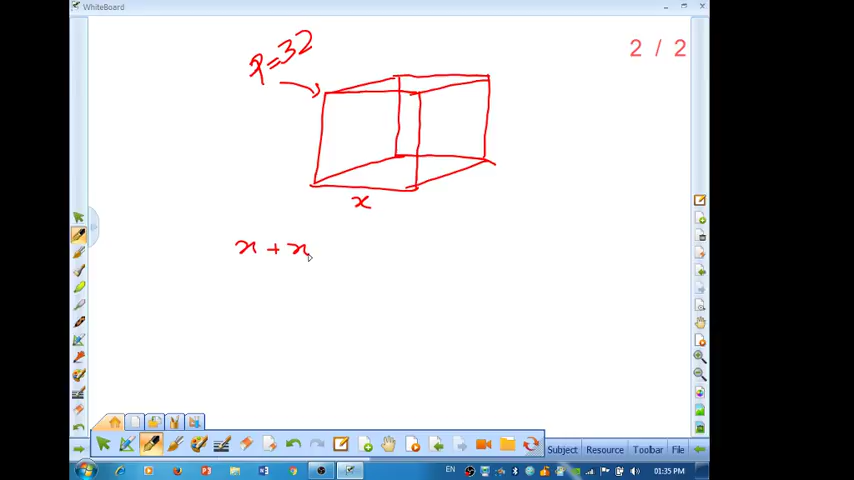 WhiteBoard
2 / 2
P=32
x
x + x
Subject Resource Toolbar File
EN 01:35 PM